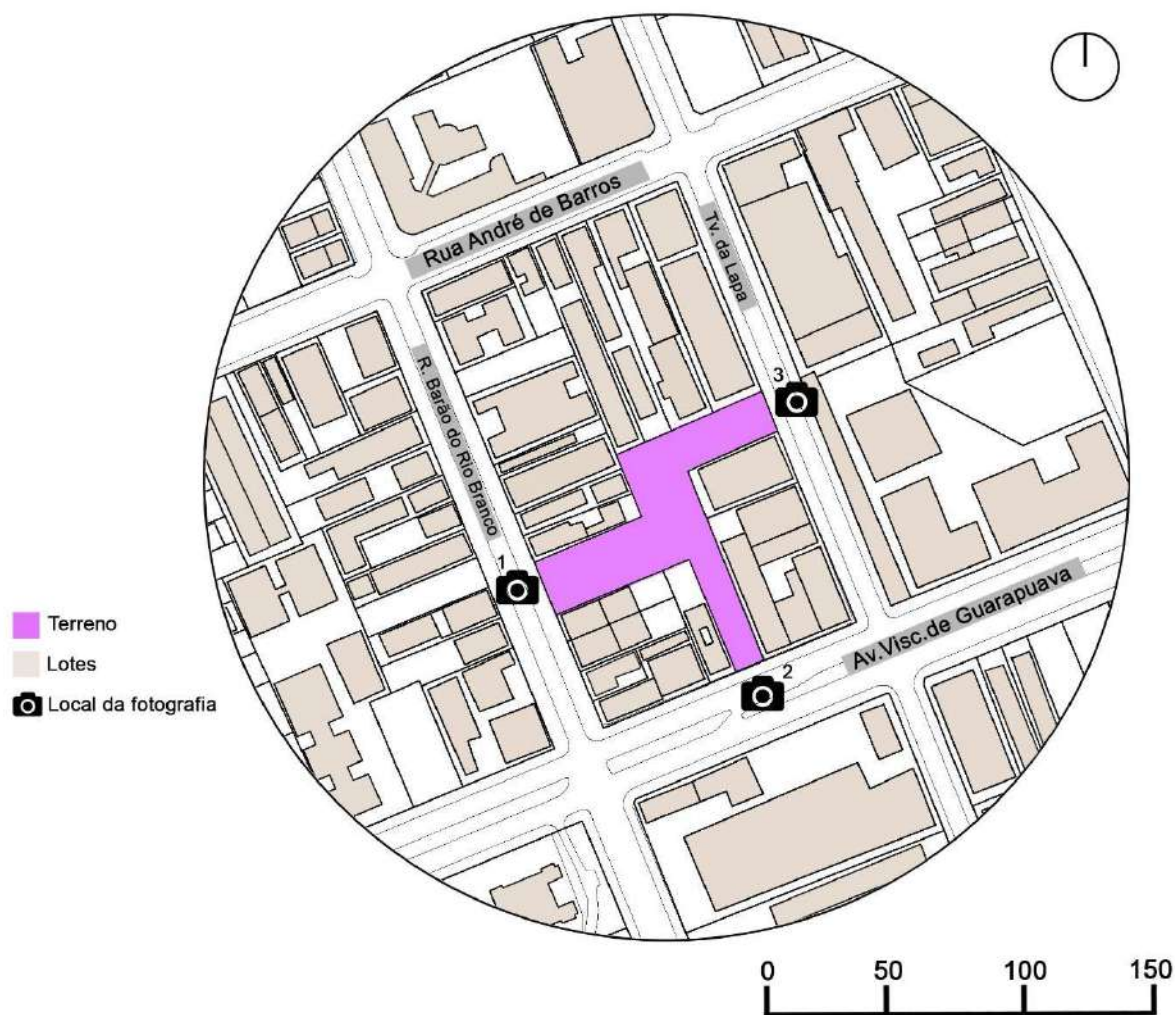 Rua André de Barros
Tv. da Lapa
R. Barão do Rio Branco
3
1
Terreno
Lotes
Local da fotografia
2
Av.Visc.de Guarapuava
0 50 100 150